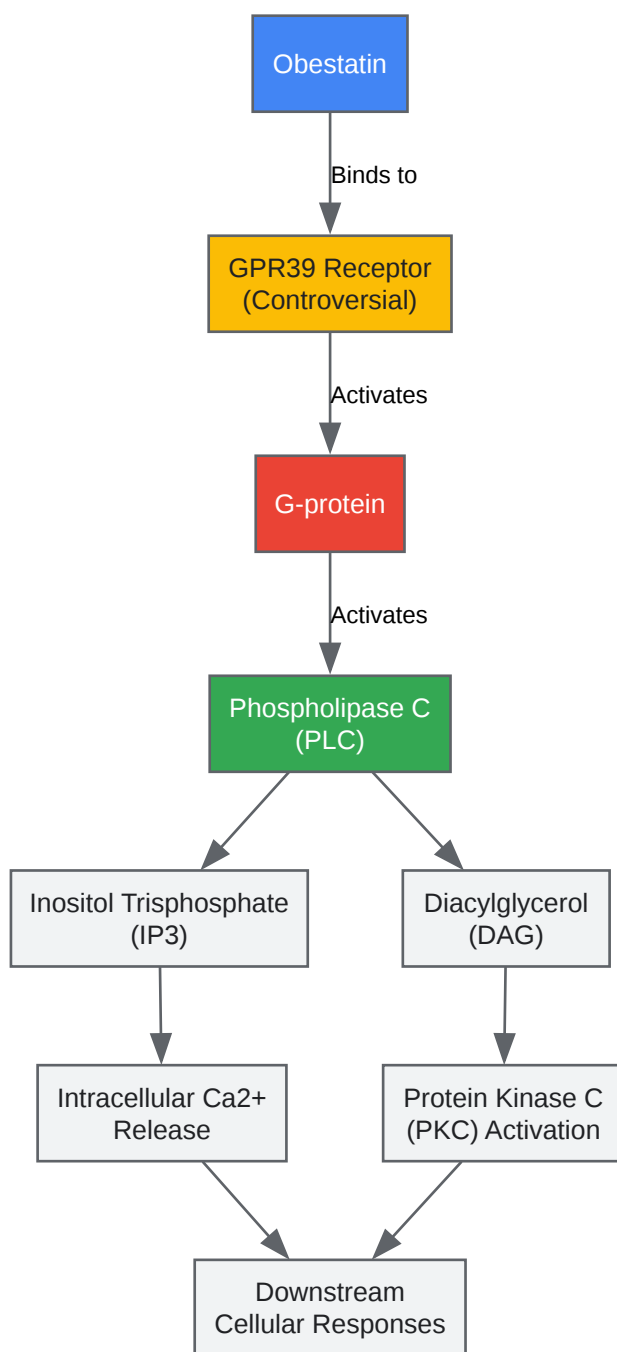 Obestatin
Binds to
GPR39 Receptor
(Controversial)
Activates
G-protein
Activates
Phospholipase C
(PLC)
Inositol Trisphosphate
(IP3)
Diacylglycerol
(DAG)
Intracellular Ca2+
Release
Protein Kinase C
(PKC) Activation
Downstream
Cellular Responses